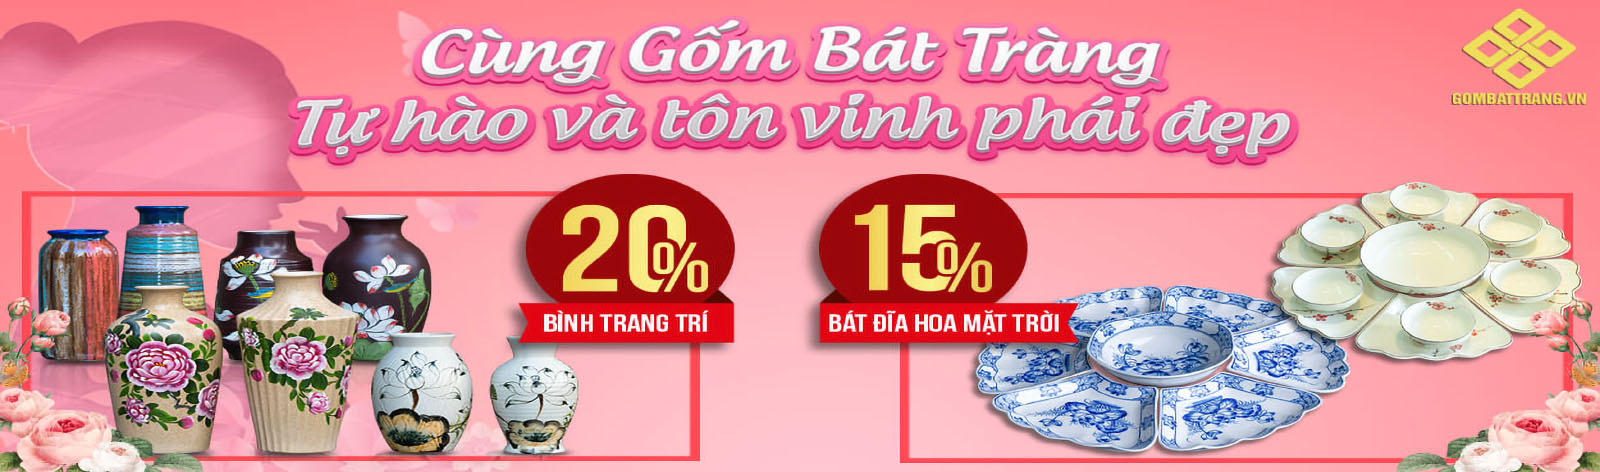 Cùng Gốm Bát Tràng
Tự hào và tôn vinh phái đẹp
GOMBATTRANG.VN
20%
BÌNH TRANG TRÍ
15%
BÁT ĐĨA HOA MẶT TRỜI